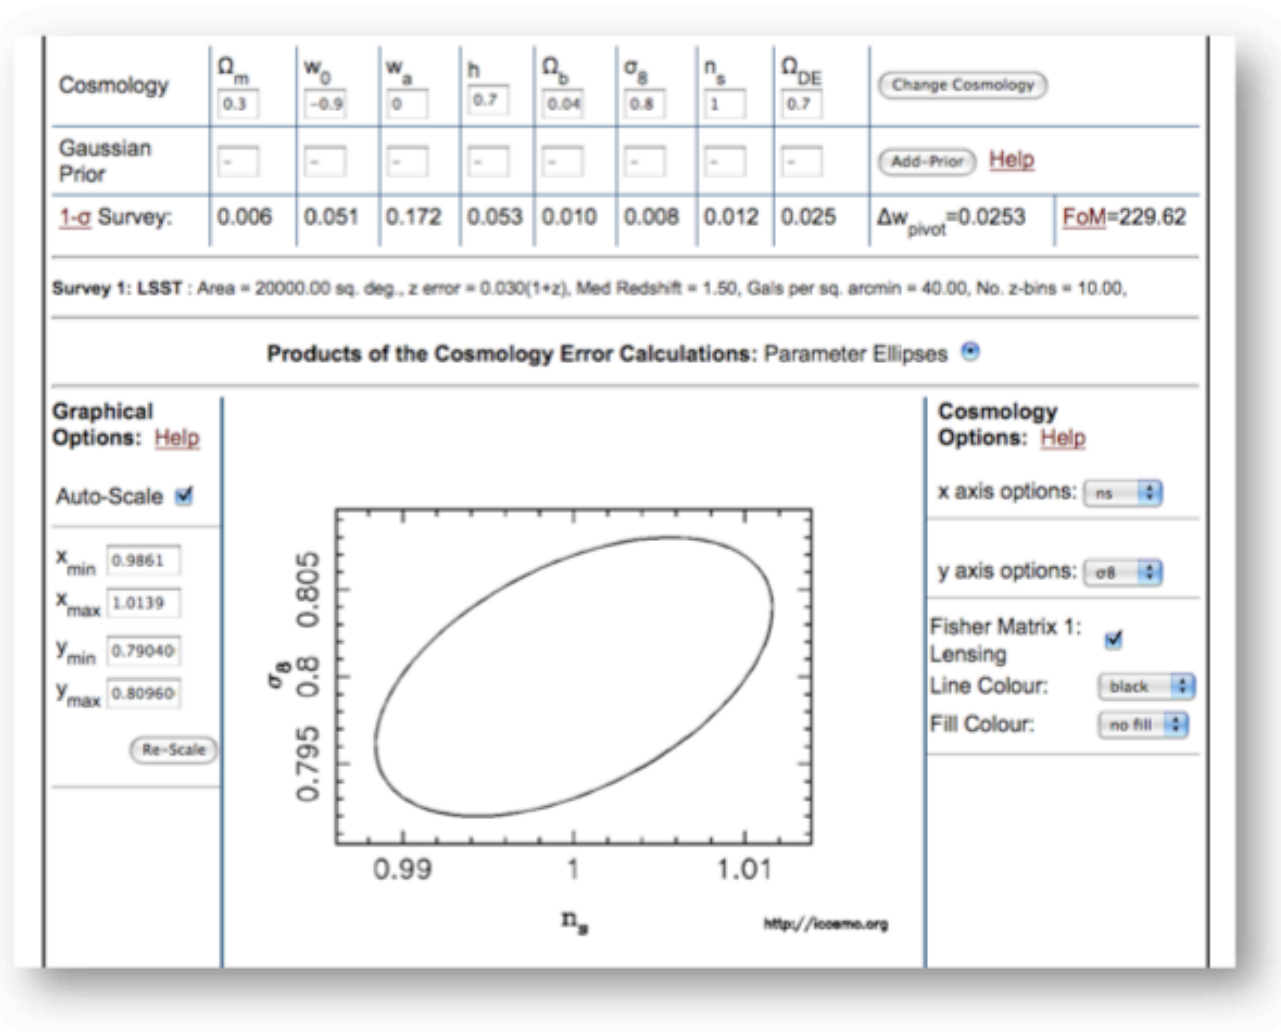 Cosmology Ωm w0 wa h Ωb σ8 ns ΩDE
0.3 -0.9 0 0.7 0.04 0.8 1 0.7 Change Cosmology
Gaussian
Prior - - - - - - - - Add-Prior Help
1-σ Survey: 0.006 0.051 0.172 0.053 0.010 0.008 0.012 0.025 Δwpivot=0.0253 FoM=229.62
Survey 1: LSST : Area = 20000.00 sq. deg., z error = 0.030(1+z), Med Redshift = 1.50, Gals per sq. arcmin = 40.00, No. z-bins = 10.00,
Products of the Cosmology Error Calculations: Parameter Ellipses
Graphical
Options: Help
Auto-Scale
xmin 0.9861
xmax 1.0139
ymin 0.79040
ymax 0.80960
Re-Scale
σ8
0.805
0.8
0.795
0.99 1 1.01
ns
http://icosmo.org
Cosmology
Options: Help
x axis options: ns
y axis options: σ8
Fisher Matrix 1:
Lensing
Line Colour: black
Fill Colour: no fill